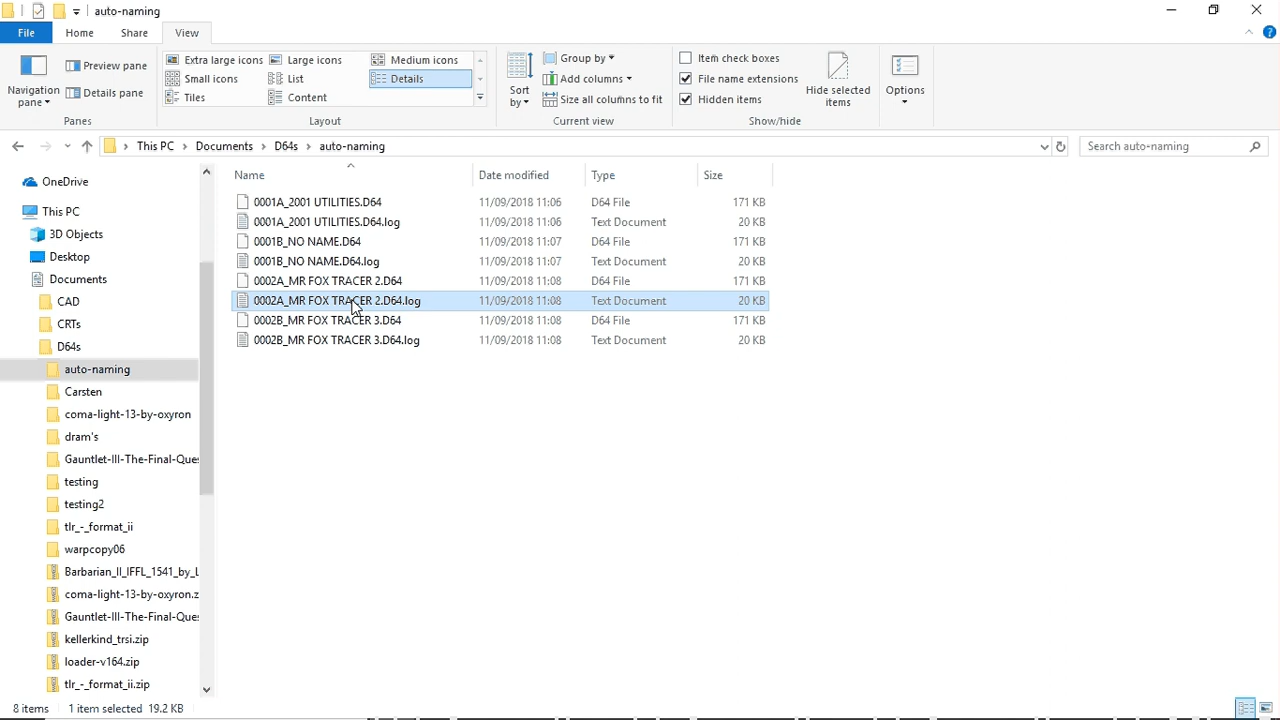 auto-naming
File Home Share View
Navigation pane
Preview pane
Details pane
Panes
Extra large icons Large icons Medium icons
Small icons List Details
Tiles Content
Layout
Sort by
Group by
Add columns
Size all columns to fit
Current view
Item check boxes
File name extensions
Hidden items
Hide selected items
Show/hide
Options
This PC Documents D64s auto-naming
Search auto-naming
OneDrive
This PC
3D Objects
Desktop
Documents
CAD
CRTs
D64s
auto-naming
Carsten
coma-light-13-by-oxyron
dram's
Gauntlet-III-The-Final-Que
testing
testing2
tlr_-_format_ii
warpcopy06
Barbarian_II_IFFL_1541_by_L
coma-light-13-by-oxyron.z
Gauntlet-III-The-Final-Que
kellerkind_trsi.zip
loader-v164.zip
tlr_-_format_ii.zip
Name Date modified Type Size
0001A_2001 UTILITIES.D64 11/09/2018 11:06 D64 File 171 KB
0001A_2001 UTILITIES.D64.log 11/09/2018 11:06 Text Document 20 KB
0001B_NO NAME.D64 11/09/2018 11:07 D64 File 171 KB
0001B_NO NAME.D64.log 11/09/2018 11:07 Text Document 20 KB
0002A_MR FOX TRACER 2.D64 11/09/2018 11:08 D64 File 171 KB
0002A_MR FOX TRACER 2.D64.log 11/09/2018 11:08 Text Document 20 KB
0002B_MR FOX TRACER 3.D64 11/09/2018 11:08 D64 File 171 KB
0002B_MR FOX TRACER 3.D64.log 11/09/2018 11:08 Text Document 20 KB
8 items 1 item selected 19.2 KB